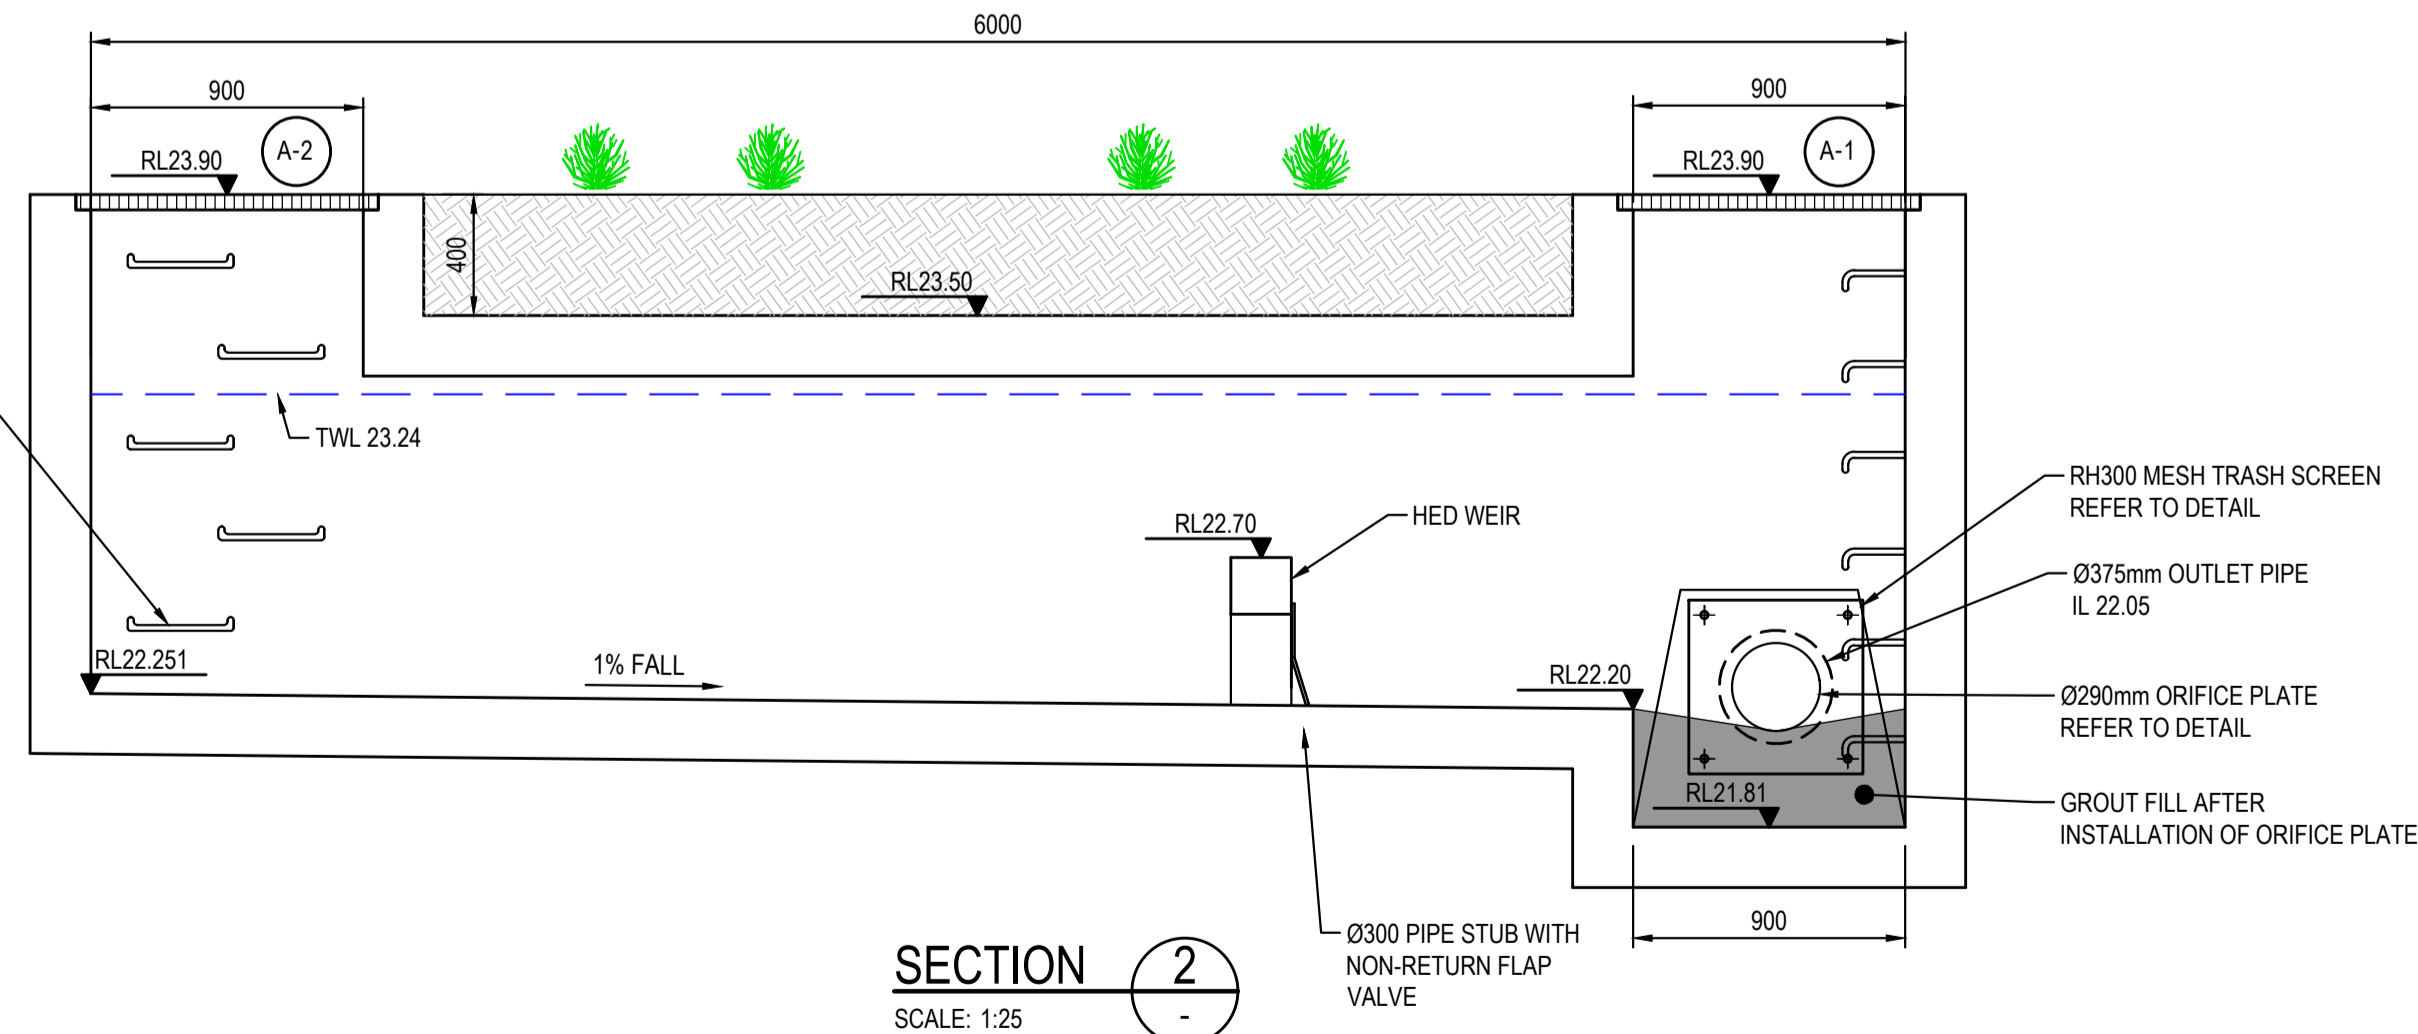 6000
900
900
A-2
A-1
RL23.90
RL23.90
400
RL23.50
TWL 23.24
RH300 MESH TRASH SCREEN
REFER TO DETAIL
RL22.70
HED WEIR
Ø375mm OUTLET PIPE
IL 22.05
RL22.251
1% FALL
RL22.20
Ø290mm ORIFICE PLATE
REFER TO DETAIL
RL21.81
GROUT FILL AFTER
INSTALLATION OF ORIFICE PLATE
900
Ø300 PIPE STUB WITH
NON-RETURN FLAP
VALVE
SECTION 2
SCALE: 1:25 -